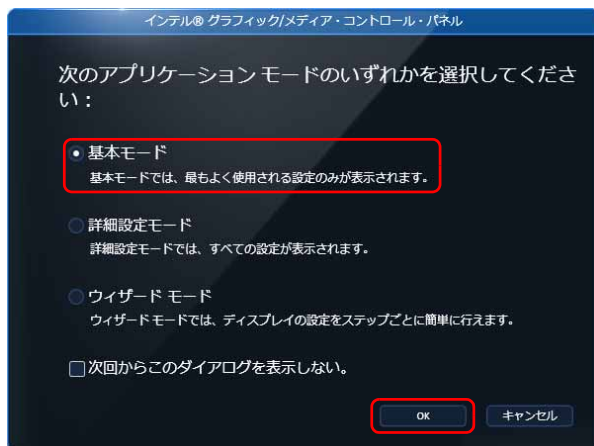 インテル® グラフィック/メディア・コントロール・パネル
次のアプリケーション モードのいずれかを選択してくださ
い：
基本モード
基本モードでは、最もよく使用される設定のみが表示されます。
詳細設定モード
詳細設定モードでは、すべての設定が表示されます。
ウィザード モード
ウィザードモードでは、ディスプレイの設定をステップごとに簡単に行えます。
次回からこのダイアログを表示しない。
OK キャンセル